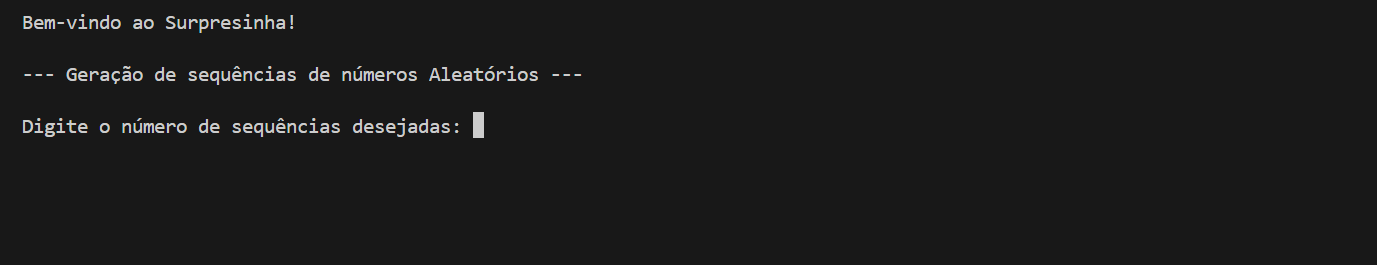 Bem-vindo ao Surpresinha!
--- Geração de sequências de números Aleatórios ---
Digite o número de sequências desejadas: